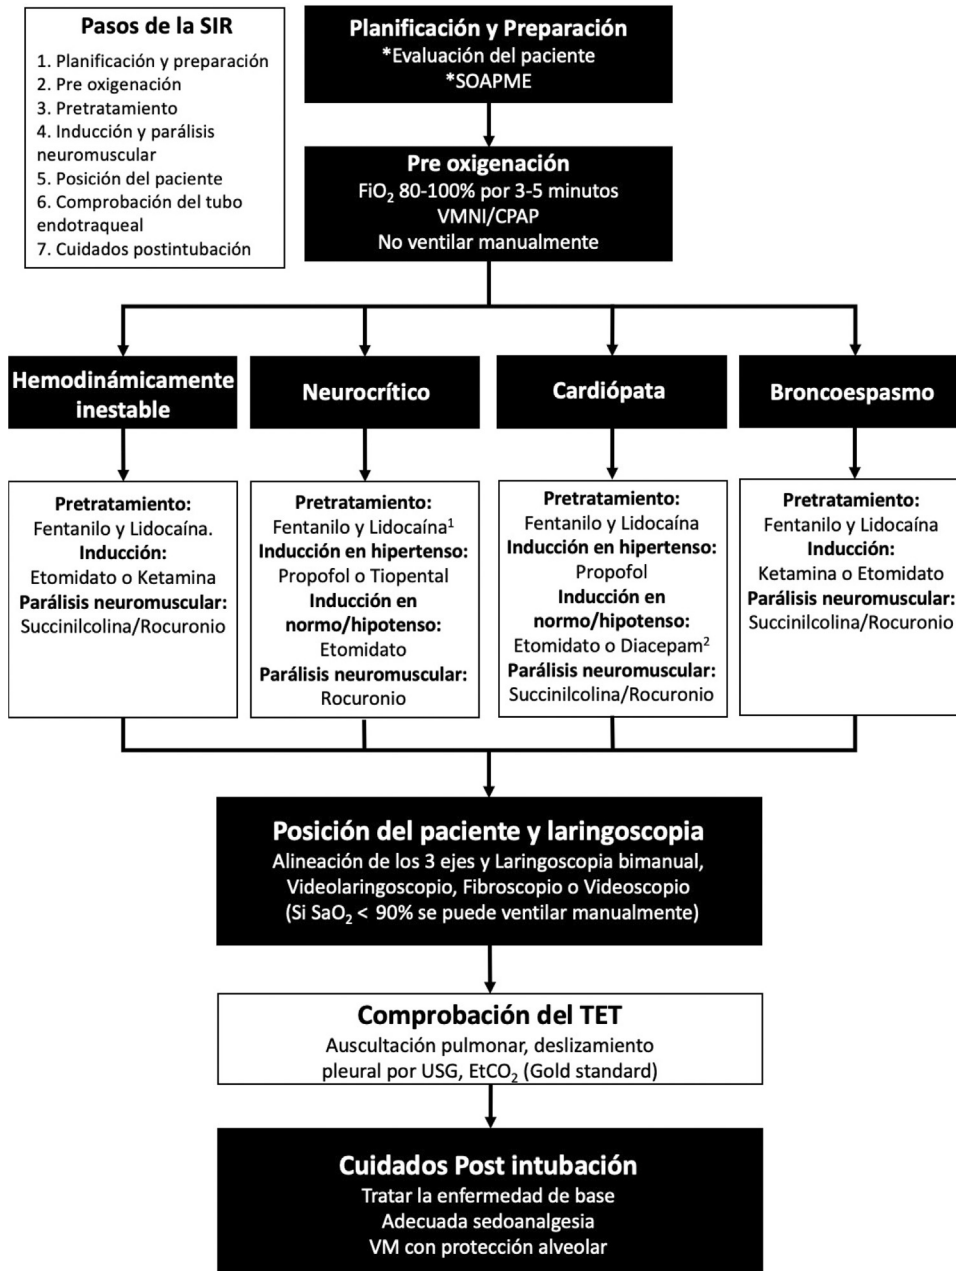 Pasos de la SIR
1. Planificación y preparación
2. Pre oxigenación
3. Pretratamiento
4. Inducción y parálisis
neuromuscular
5. Posición del paciente
6. Comprobación del tubo
endotraqueal
7. Cuidados postintubación
Planificación y Preparación
*Evaluación del paciente
*SOAPME
Pre oxigenación
FiO₂ 80-100% por 3-5 minutos
VMNI/CPAP
No ventilar manualmente
Hemodinámicamente
inestable
Pretratamiento:
Fentanilo y Lidocaína.
Inducción:
Etomidato o Ketamina
Parálisis neuromuscular:
Succinilcolina/Rocuronio
Neurocrítico
Pretratamiento:
Fentanilo y Lidocaína¹
Inducción en hipertenso:
Propofol o Tiopental
Inducción en
normo/hipotenso:
Etomidato
Parálisis neuromuscular:
Rocuronio
Cardiópata
Pretratamiento:
Fentanilo y Lidocaína
Inducción en hipertenso:
Propofol
Inducción en
normo/hipotenso:
Etomidato o Diacepam²
Parálisis neuromuscular:
Succinilcolina/Rocuronio
Broncoespasmo
Pretratamiento:
Fentanilo y Lidocaína
Inducción:
Ketamina o Etomidato
Parálisis neuromuscular:
Succinilcolina/Rocuronio
Posición del paciente y laringoscopia
Alineación de los 3 ejes y Laringoscopia bimanual,
Videolaringoscopio, Fibroscopio o Videoscopio
(Si SaO₂ < 90% se puede ventilar manualmente)
Comprobación del TET
Auscultación pulmonar, deslizamiento
pleural por USG, EtCO₂ (Gold standard)
Cuidados Post intubación
Tratar la enfermedad de base
Adecuada sedoanalgesia
VM con protección alveolar